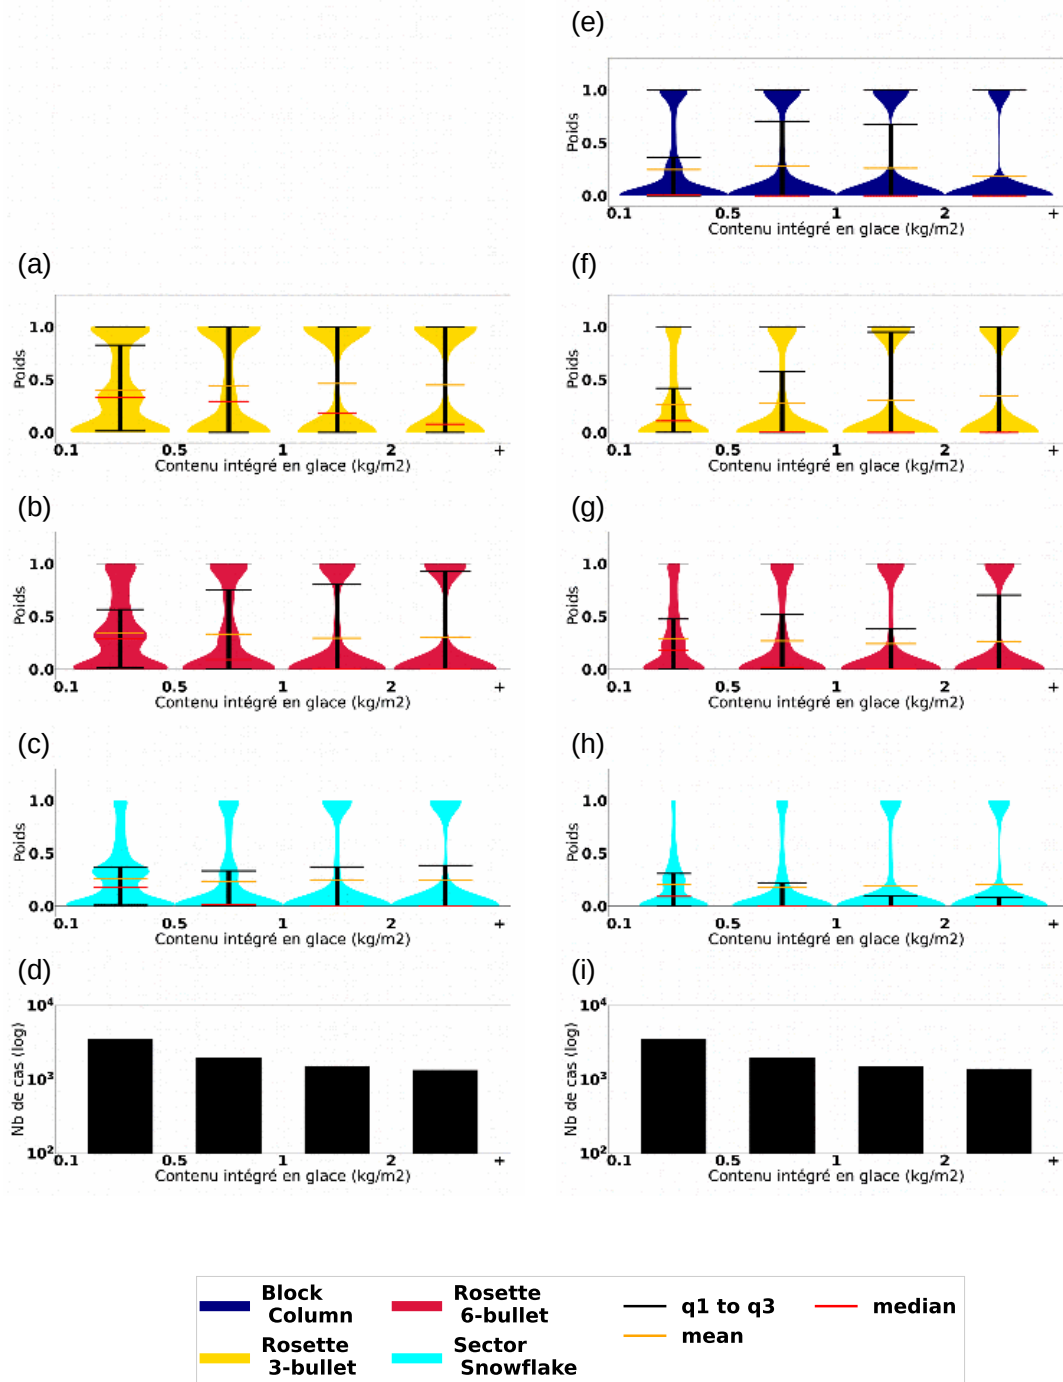 (e)
Poids
1.0
0.5
0.0
0.1 0.5 1 2 +
Contenu intégré en glace (kg/m2)
(a)
Poids
1.0
0.5
0.0
0.1 0.5 1 2 +
Contenu intégré en glace (kg/m2)
(f)
Poids
1.0
0.5
0.0
0.1 0.5 1 2 +
Contenu intégré en glace (kg/m2)
(b)
Poids
1.0
0.5
0.0
0.1 0.5 1 2 +
Contenu intégré en glace (kg/m2)
(g)
Poids
1.0
0.5
0.0
0.1 0.5 1 2 +
Contenu intégré en glace (kg/m2)
(c)
Poids
1.0
0.5
0.0
0.1 0.5 1 2 +
Contenu intégré en glace (kg/m2)
(h)
Poids
1.0
0.5
0.0
0.1 0.5 1 2 +
Contenu intégré en glace (kg/m2)
(d)
Nb de cas (log)
10⁴
10³
10²
0.1 0.5 1 2 +
Contenu intégré en glace (kg/m2)
(i)
Nb de cas (log)
10⁴
10³
10²
0.1 0.5 1 2 +
Contenu intégré en glace (kg/m2)
Block
Column
Rosette
3-bullet
Rosette
6-bullet
Sector
Snowflake
q1 to q3
mean
median